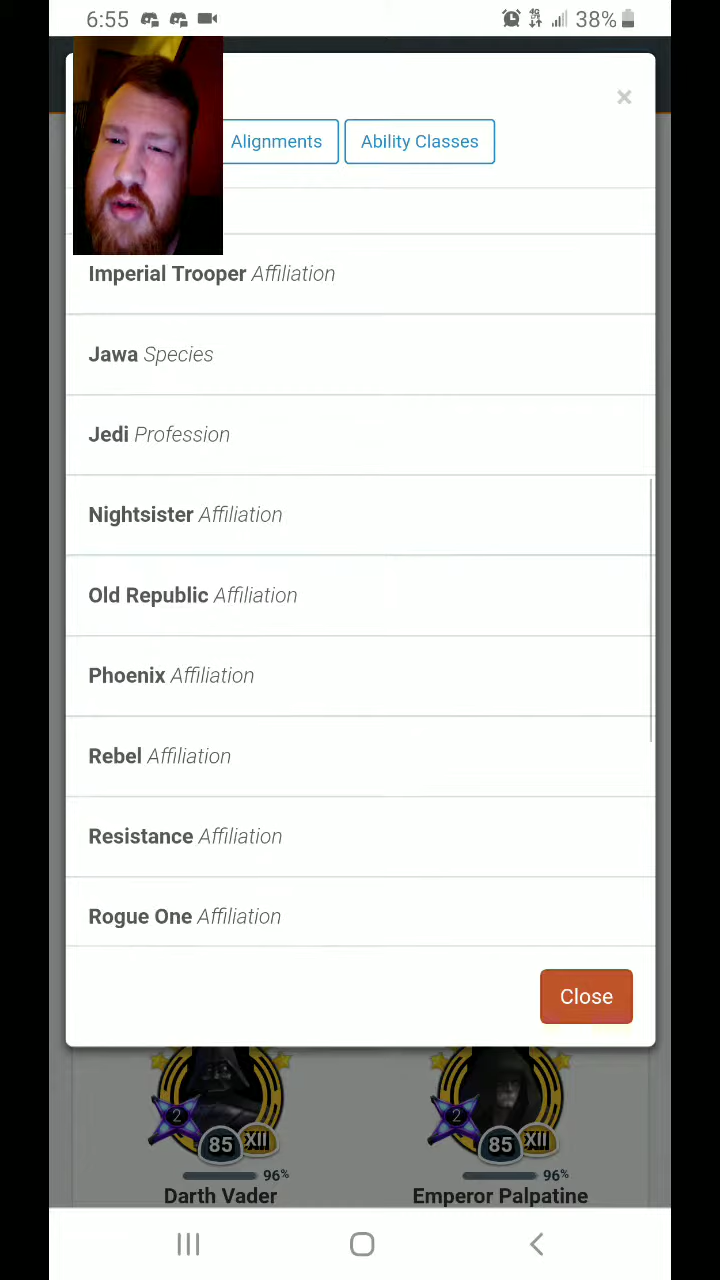 6:55 38%
×
Alignments Ability Classes
Imperial Trooper Affiliation
Jawa Species
Jedi Profession
Nightsister Affiliation
Old Republic Affiliation
Phoenix Affiliation
Rebel Affiliation
Resistance Affiliation
Rogue One Affiliation
Close
2 85 XII 2 85 XII
96% 96%
Darth Vader Emperor Palpatine